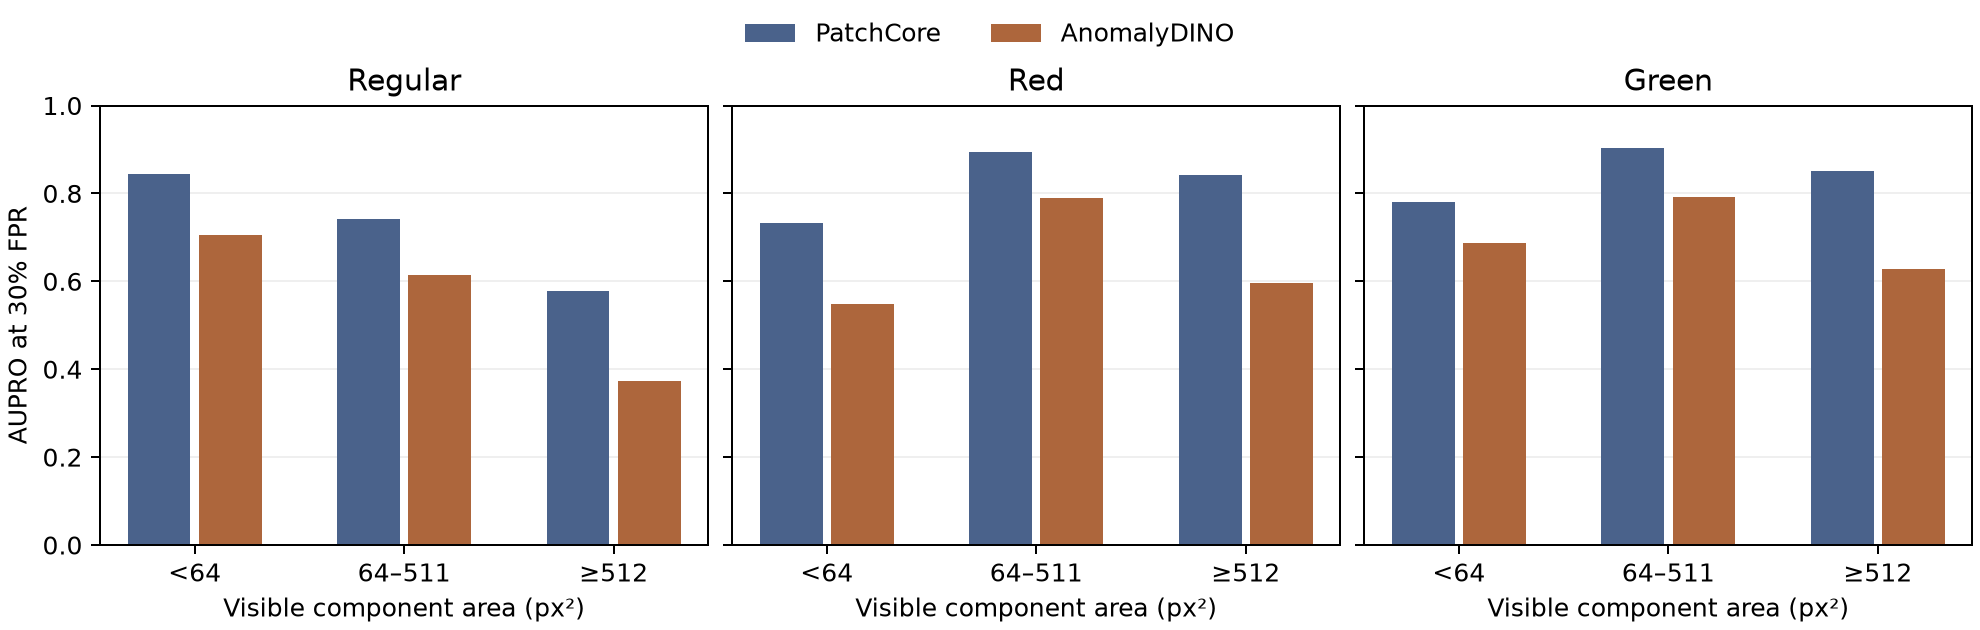 PatchCore AnomalyDINO
Regular Red Green
AUPRO at 30% FPR
1.0
0.8
0.6
0.4
0.2
0.0
<64 64–511 ≥512 <64 64–511 ≥512 <64 64–511 ≥512
Visible component area (px²) Visible component area (px²) Visible component area (px²)